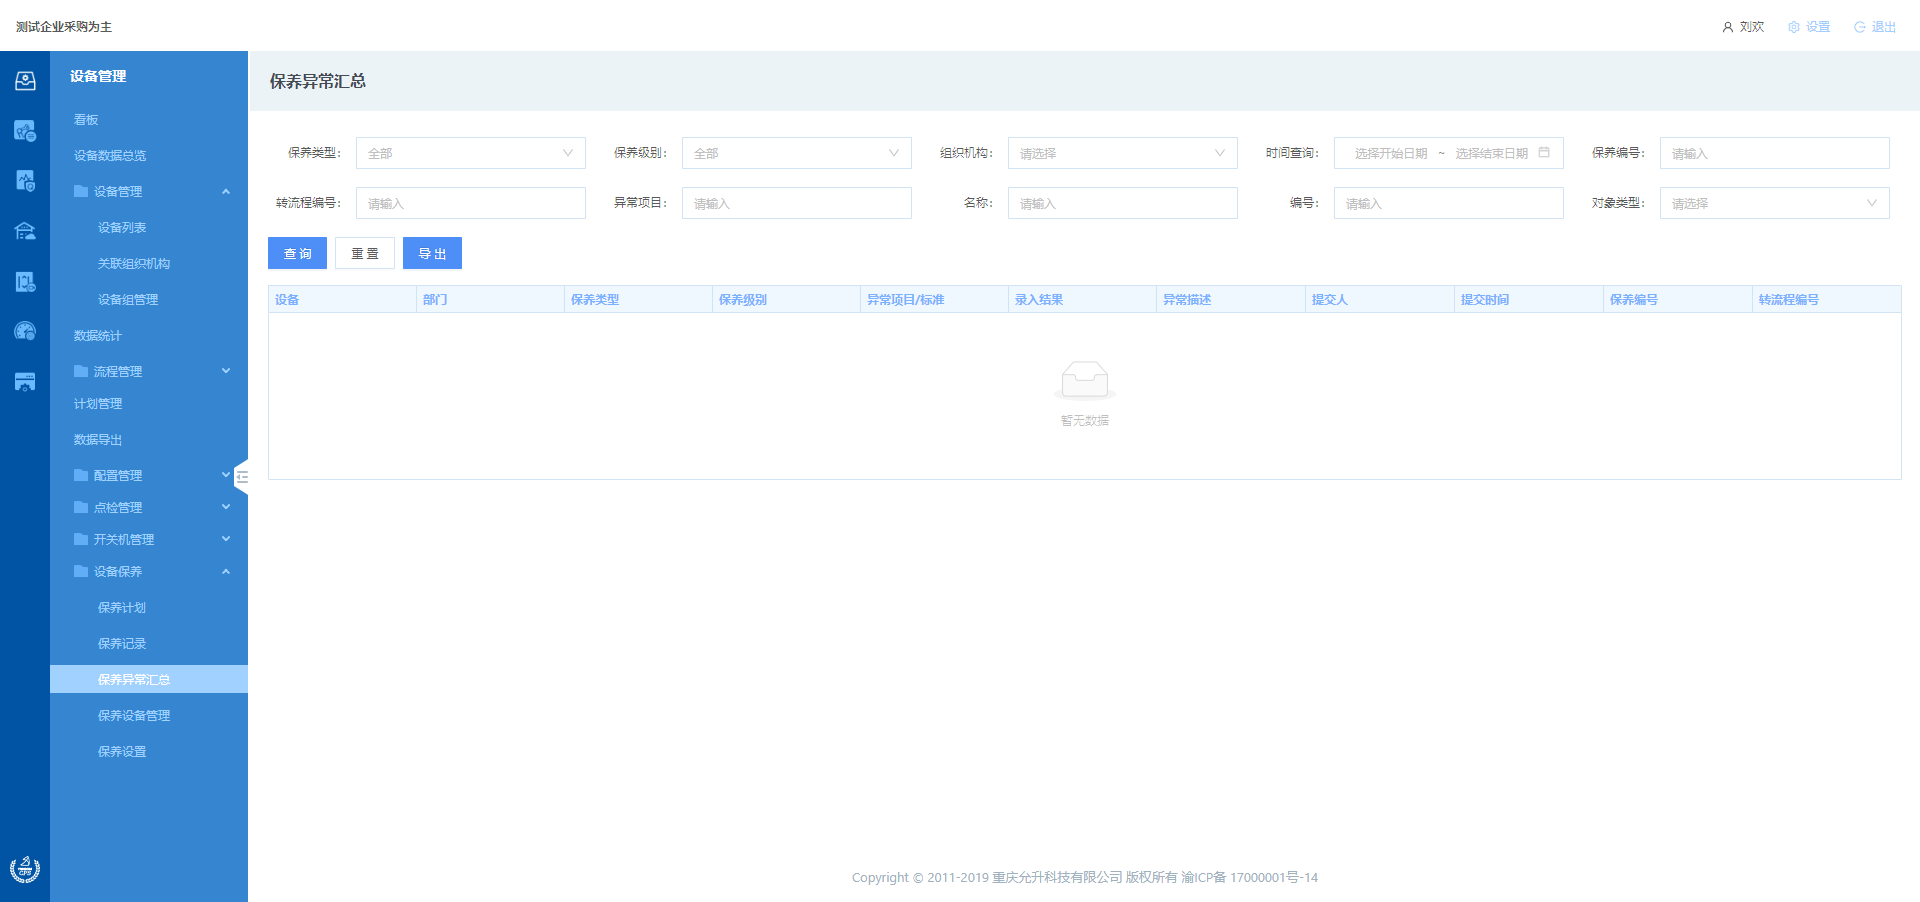 测试企业采购为主
刘欢 设置 退出
设备管理
看板
设备数据总览
设备管理
设备列表
关联组织机构
设备组管理
数据统计
流程管理
计划管理
数据导出
配置管理
点检管理
开关机管理
设备保养
保养计划
保养记录
保养异常汇总
保养设备管理
保养设置
保养异常汇总
保养类型： 全部 保养级别： 全部 组织机构： 请选择 时间查询： 选择开始日期 ~ 选择结束日期 保养编号： 请输入
转流程编号： 请输入 异常项目： 请输入 名称： 请输入 编号： 请输入 对象类型： 请选择
查询 重置 导出
设备 部门 保养类型 保养级别 异常项目/标准 录入结果 异常描述 提交人 提交时间 保养编号 转流程编号
暂无数据
Copyright © 2011-2019 重庆允升科技有限公司 版权所有 渝ICP备 17000001号-14